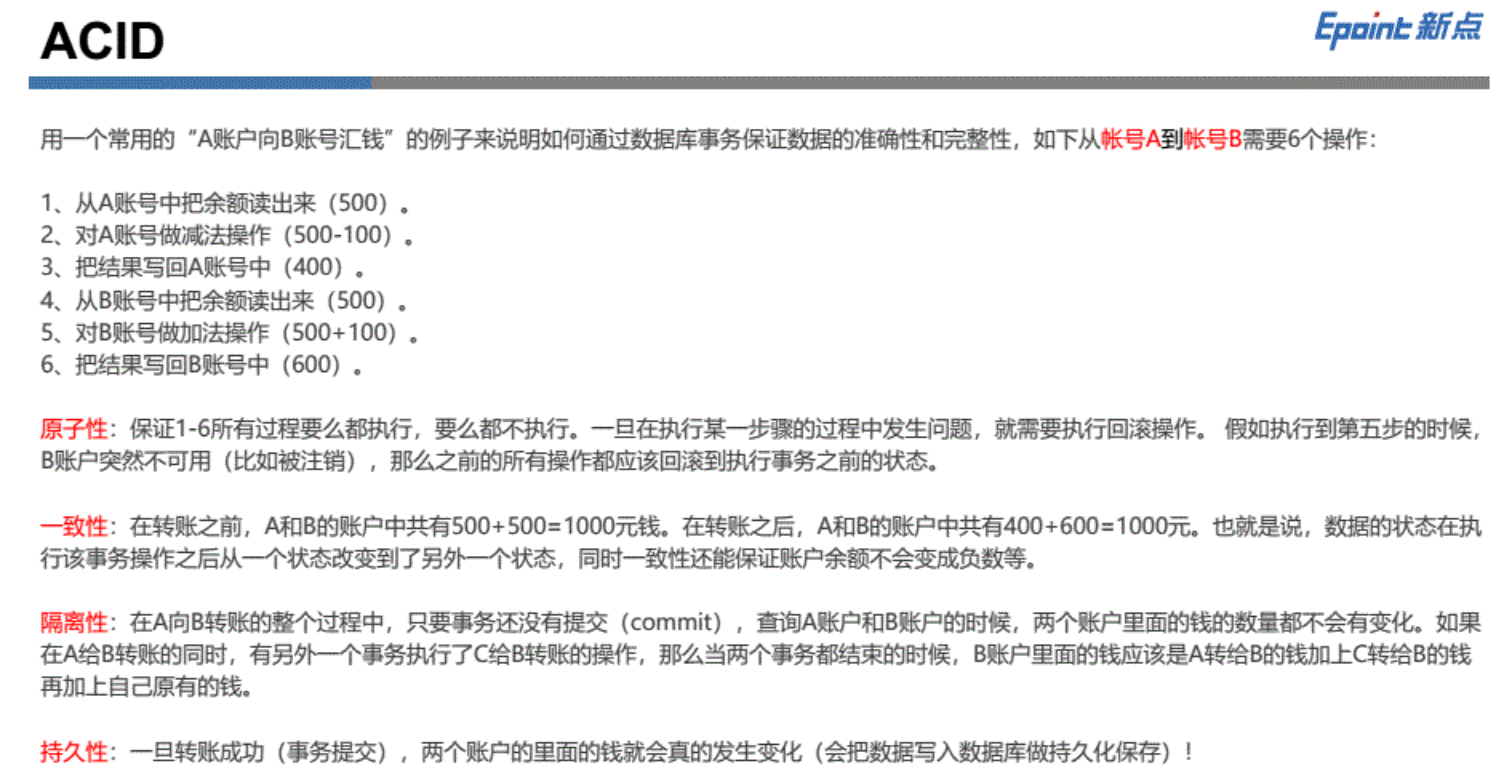 ACID
Epoint 新点
用一个常用的“A账户向B账号汇钱”的例子来说明如何通过数据库事务保证数据的准确性和完整性，如下从帐号A到帐号B需要6个操作：
1、从A账号中把余额读出来（500）。
2、对A账号做减法操作（500-100）。
3、把结果写回A账号中（400）。
4、从B账号中把余额读出来（500）。
5、对B账号做加法操作（500+100）。
6、把结果写回B账号中（600）。
原子性：保证1-6所有过程要么都执行，要么都不执行。一旦在执行某一步骤的过程中发生问题，就需要执行回滚操作。 假如执行到第五步的时候，
B账户突然不可用（比如被注销），那么之前的所有操作都应该回滚到执行事务之前的状态。
一致性：在转账之前，A和B的账户中共有500+500=1000元钱。在转账之后，A和B的账户中共有400+600=1000元。也就是说，数据的状态在执
行该事务操作之后从一个状态改变到了另外一个状态，同时一致性还能保证账户余额不会变成负数等。
隔离性：在A向B转账的整个过程中，只要事务还没有提交（commit），查询A账户和B账户的时候，两个账户里面的钱的数量都不会有变化。如果
在A给B转账的同时，有另外一个事务执行了C给B转账的操作，那么当两个事务都结束的时候，B账户里面的钱应该是A转给B的钱加上C转给B的钱
再加上自己原有的钱。
持久性：一旦转账成功（事务提交），两个账户的里面的钱就会真的发生变化（会把数据写入数据库做持久化保存）！